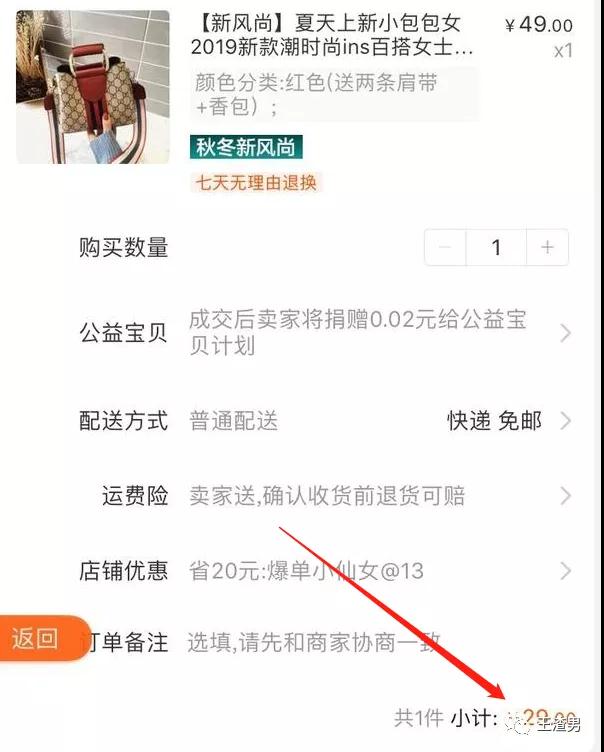 【新风尚】夏天上新小包包女
¥49.00
2019新款潮时尚ins百搭女士...
x1
颜色分类:红色(送两条肩带
+香包）;
秋冬新风尚
七天无理由退换
购买数量
1
公益宝贝
成交后卖家将捐赠0.02元给公益宝
贝计划
配送方式 普通配送 快递 免邮
运费险 卖家送,确认收货前退货可赔
店铺优惠 省20元:爆单小仙女@13
返回
订单备注 选填,请先和商家协商一致
共1件 小计: ¥29.00
王渣男